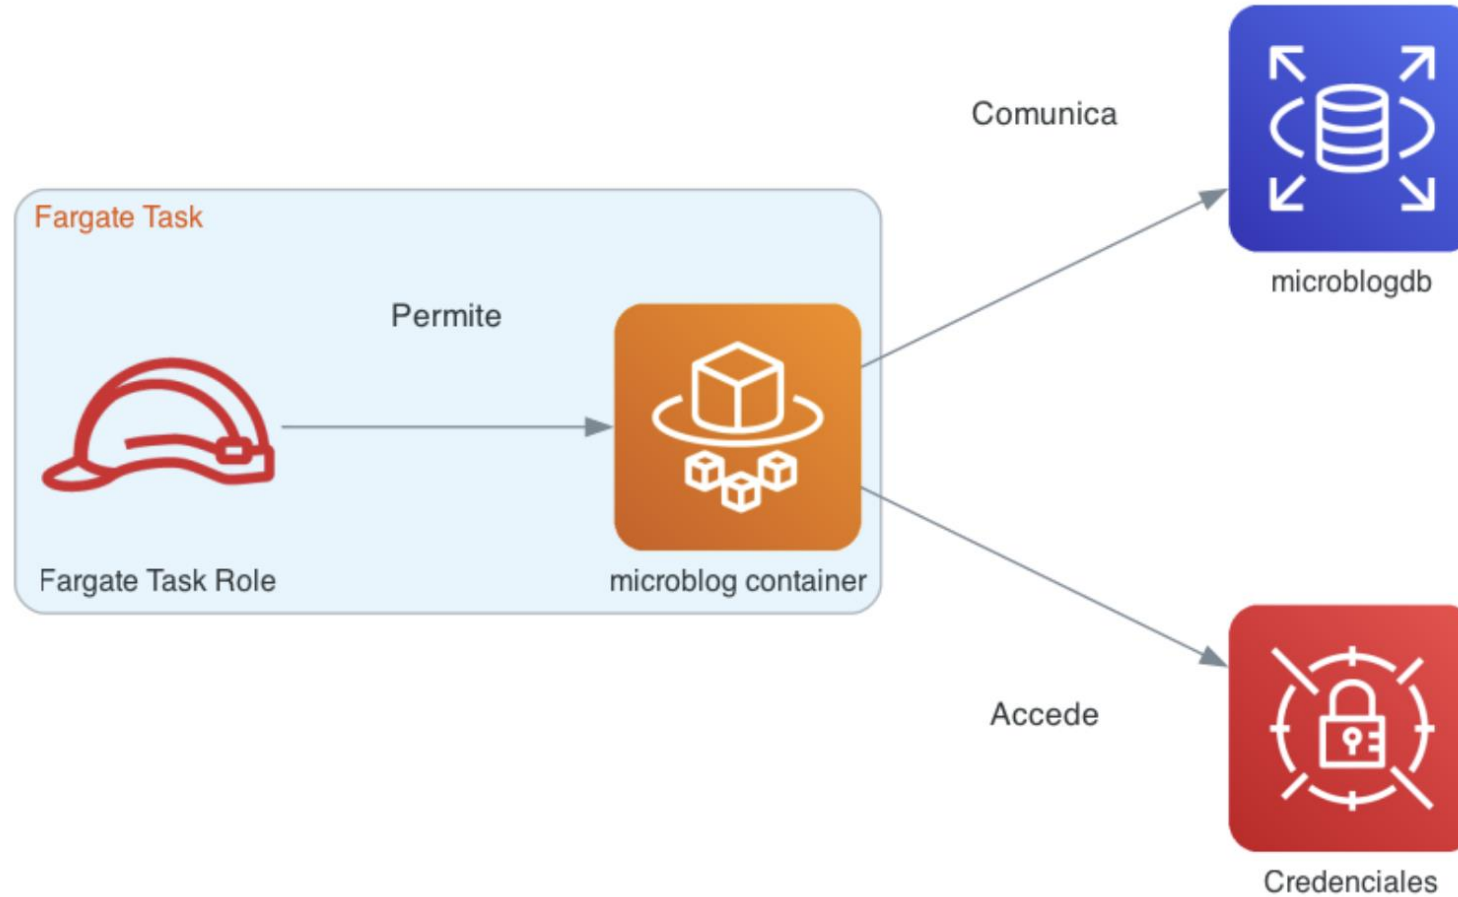 Comunica
microblogdb
Fargate Task
Permite
Fargate Task Role
microblog container
Accede
Credenciales